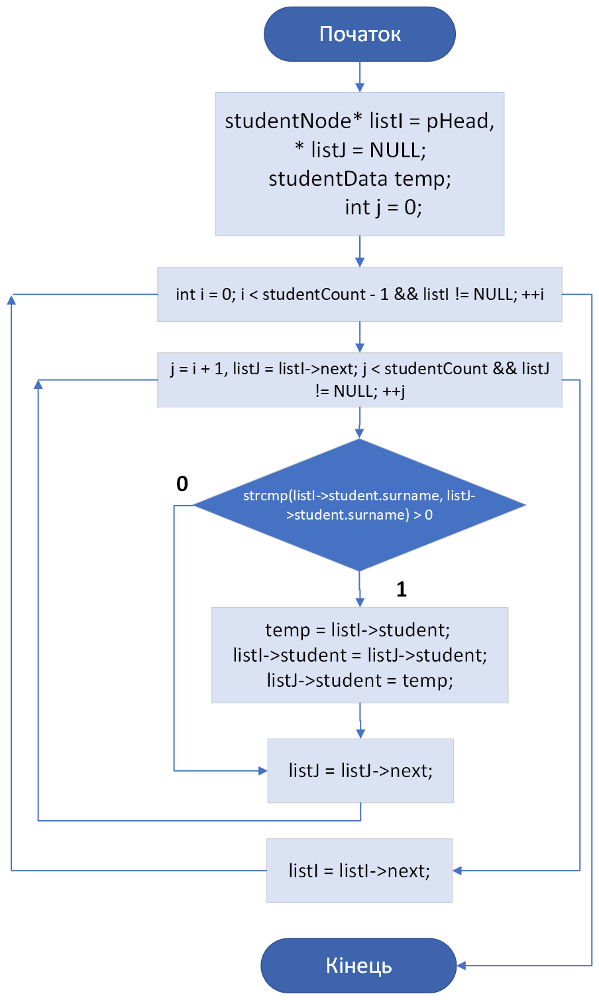 Початок
studentNode* listI = pHead,
* listJ = NULL;
studentData temp;
int j = 0;
int i = 0; i < studentCount - 1 && listI != NULL; ++i
j = i + 1, listJ = listI->next; j < studentCount && listJ
!= NULL; ++j
0
strcmp(listI->student.surname, listJ-
>student.surname) > 0
1
temp = listI->student;
listI->student = listJ->student;
listJ->student = temp;
listJ = listJ->next;
listI = listI->next;
Кінець